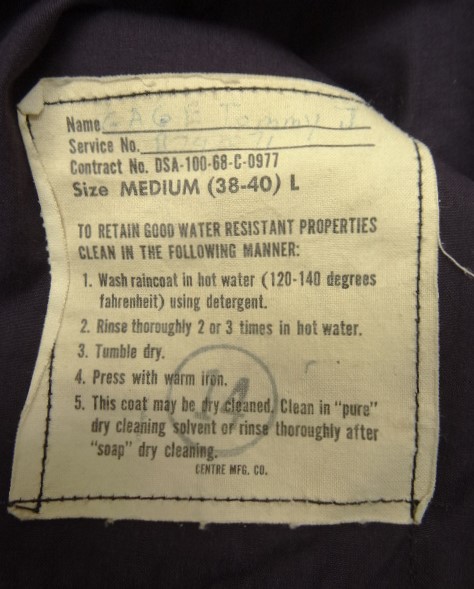 Name GAGE Tommy J
Service No.
Contract No. DSA-100-68-C-0977
Size MEDIUM (38-40) L
TO RETAIN GOOD WATER RESISTANT PROPERTIES
CLEAN IN THE FOLLOWING MANNER:
1. Wash raincoat in hot water (120-140 degrees
fahrenheit) using detergent.
2. Rinse thoroughly 2 or 3 times in hot water.
3. Tumble dry.
4. Press with warm iron.
14
5. This coat may be dry cleaned. Clean in "pure"
dry cleaning solvent or rinse thoroughly after
"soap" dry cleaning.
CENTRE MFG. CO.